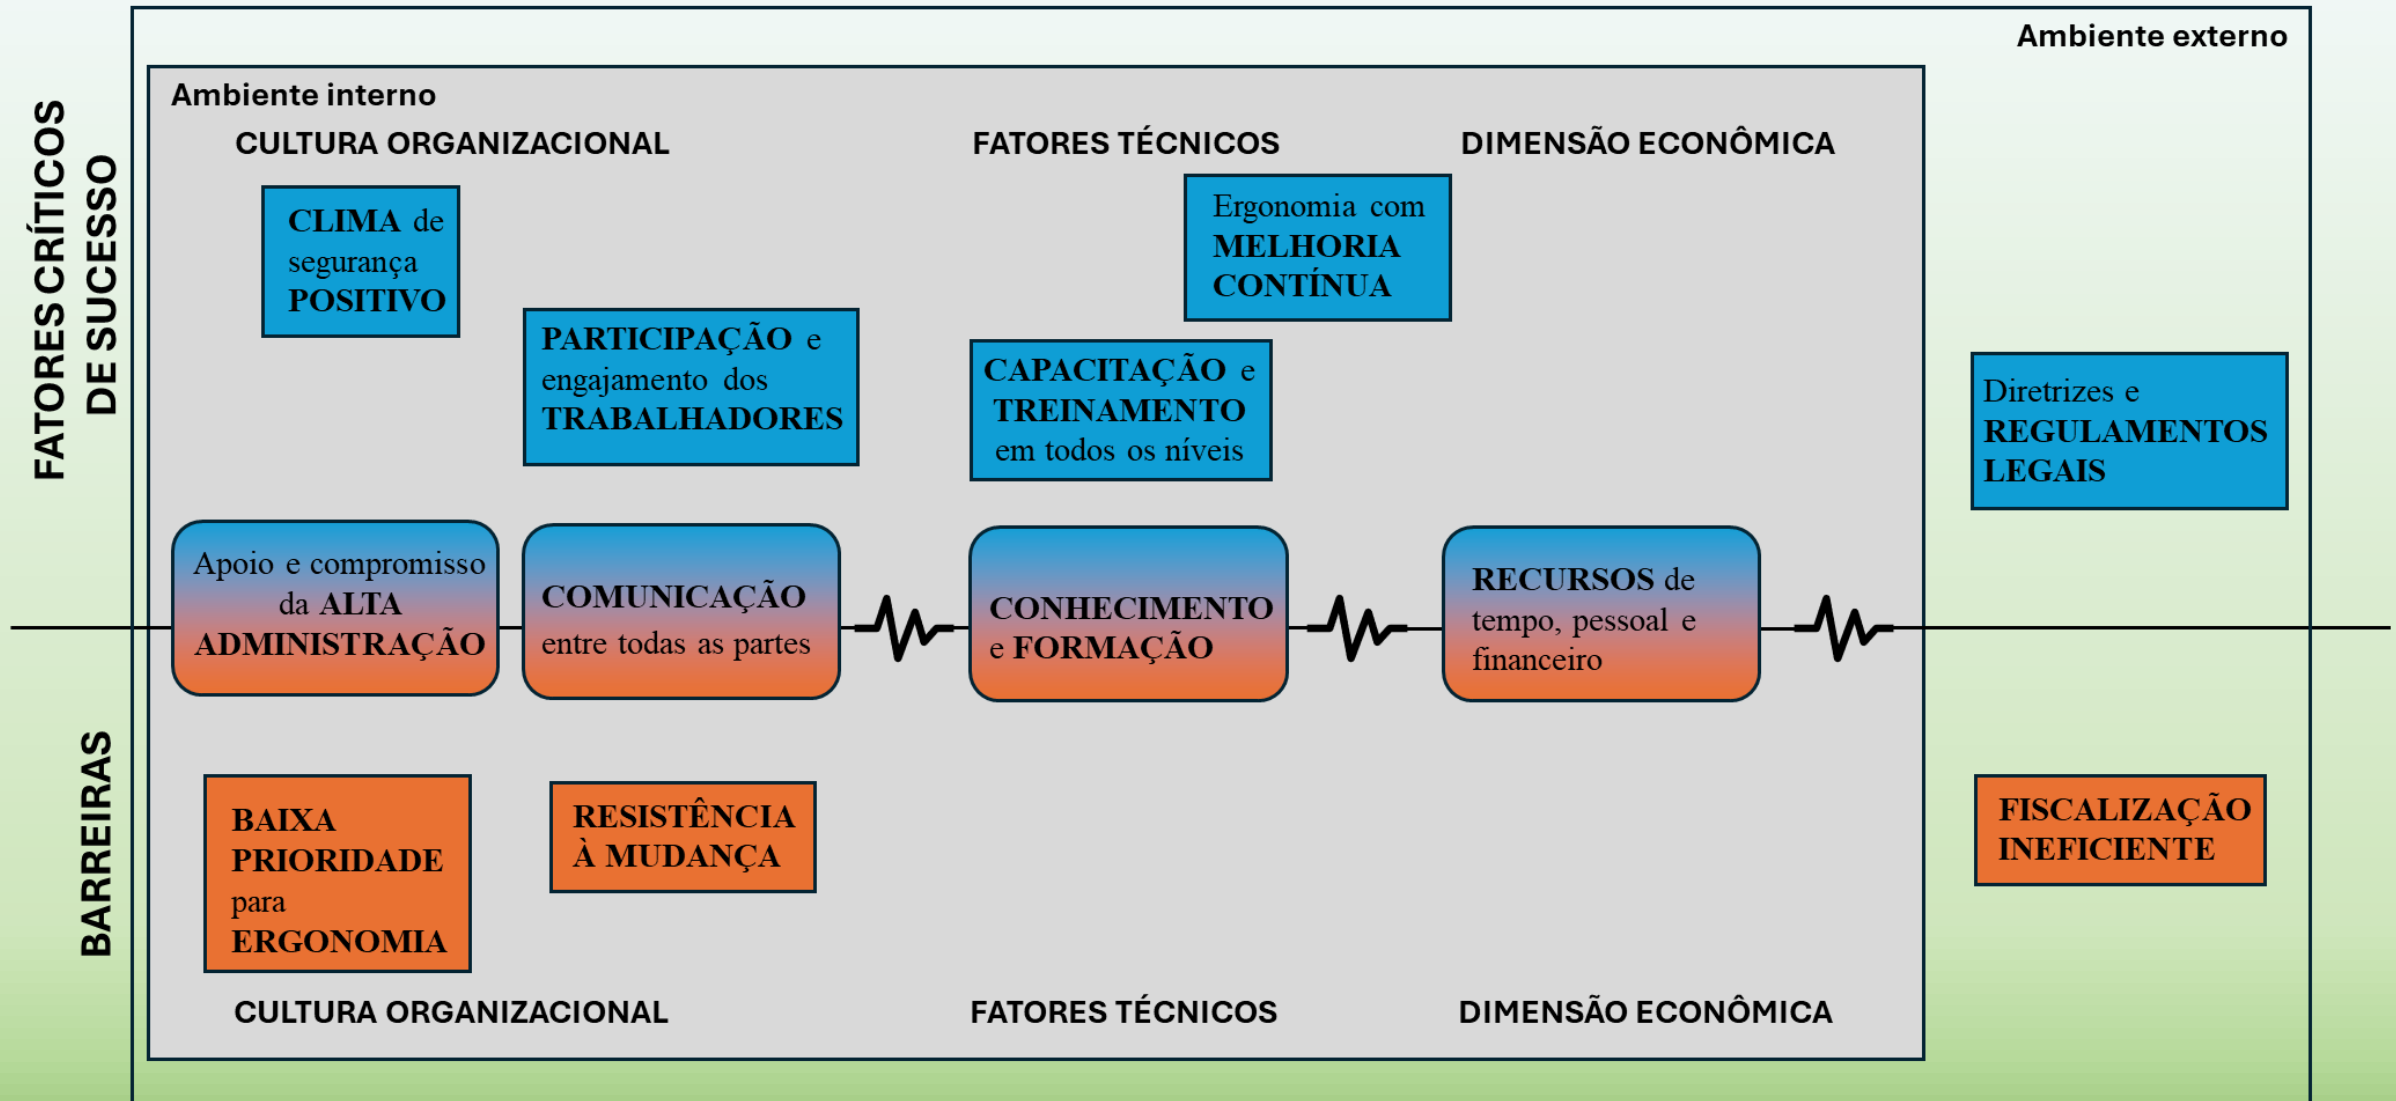 Ambiente externo
Ambiente interno
FATORES CRÍTICOS
DE SUCESSO
CULTURA ORGANIZACIONAL
FATORES TÉCNICOS
DIMENSÃO ECONÔMICA
CLIMA de
segurança
POSITIVO
PARTICIPAÇÃO e
engajamento dos
TRABALHADORES
Ergonomia com
MELHORIA
CONTÍNUA
CAPACITAÇÃO e
TREINAMENTO
em todos os níveis
Diretrizes e
REGULAMENTOS
LEGAIS
Apoio e compromisso
da ALTA
ADMINISTRAÇÃO
COMUNICAÇÃO
entre todas as partes
CONHECIMENTO
e FORMAÇÃO
RECURSOS de
tempo, pessoal e
financeiro
BARREIRAS
BAIXA
PRIORIDADE
para
ERGONOMIA
RESISTÊNCIA
À MUDANÇA
FISCALIZAÇÃO
INEFICIENTE
CULTURA ORGANIZACIONAL
FATORES TÉCNICOS
DIMENSÃO ECONÔMICA